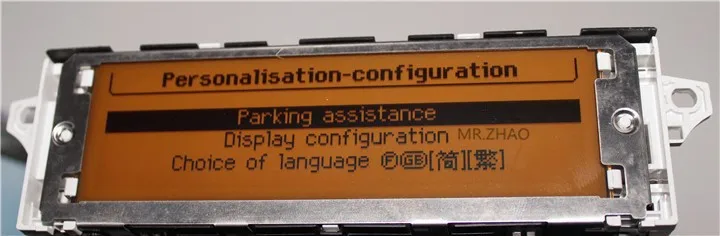 Personalisation-configuration
Parking assistance
Display configuration MR.ZHAO
Choice of language (F)(GB)[简][繁]